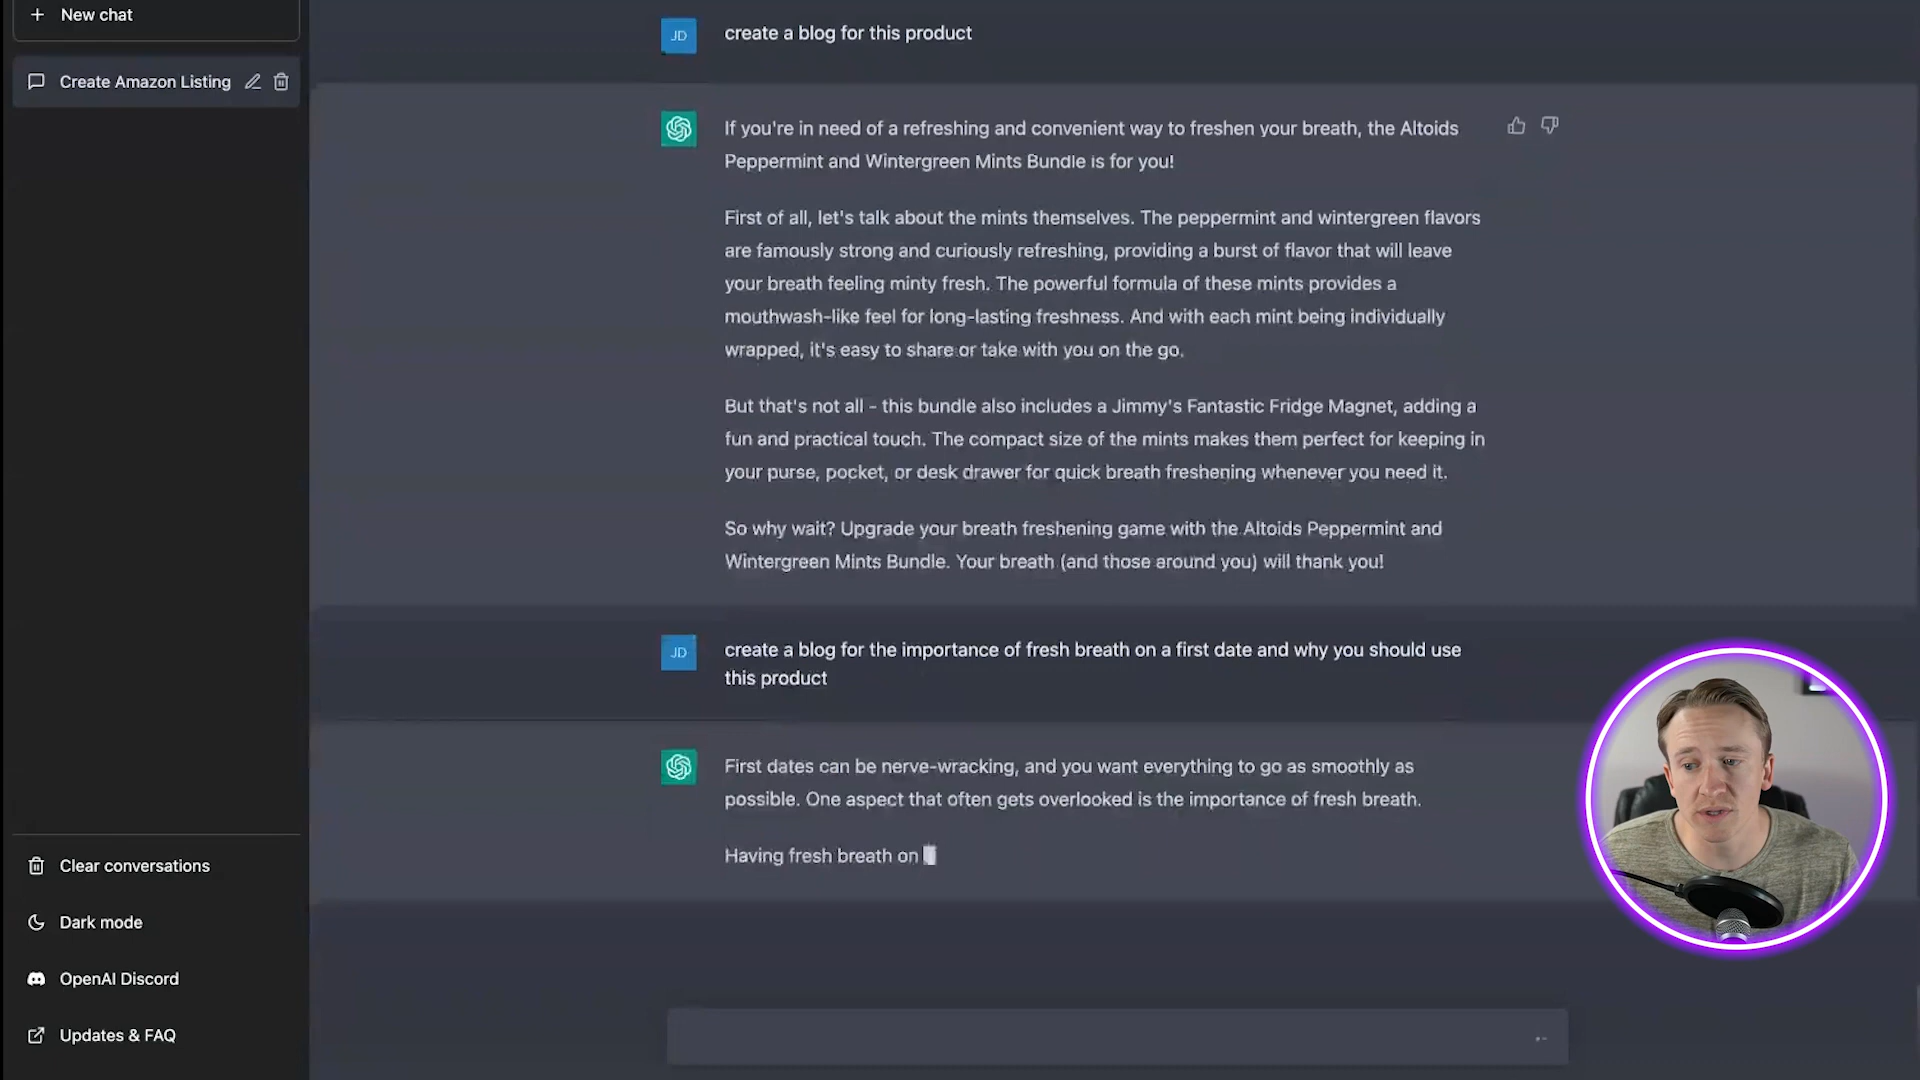 New chat
Create Amazon Listing
JD
create a blog for this product
If you're in need of a refreshing and convenient way to freshen your breath, the Altoids
Peppermint and Wintergreen Mints Bundle is for you!
First of all, let's talk about the mints themselves. The peppermint and wintergreen flavors
are famously strong and curiously refreshing, providing a burst of flavor that will leave
your breath feeling minty fresh. The powerful formula of these mints provides a
mouthwash-like feel for long-lasting freshness. And with each mint being individually
wrapped, it's easy to share or take with you on the go.
But that's not all - this bundle also includes a Jimmy's Fantastic Fridge Magnet, adding a
fun and practical touch. The compact size of the mints makes them perfect for keeping in
your purse, pocket, or desk drawer for quick breath freshening whenever you need it.
So why wait? Upgrade your breath freshening game with the Altoids Peppermint and
Wintergreen Mints Bundle. Your breath (and those around you) will thank you!
JD
create a blog for the importance of fresh breath on a first date and why you should use
this product
First dates can be nerve-wracking, and you want everything to go as smoothly as
possible. One aspect that often gets overlooked is the importance of fresh breath.
Having fresh breath on
Clear conversations
Dark mode
OpenAI Discord
Updates & FAQ